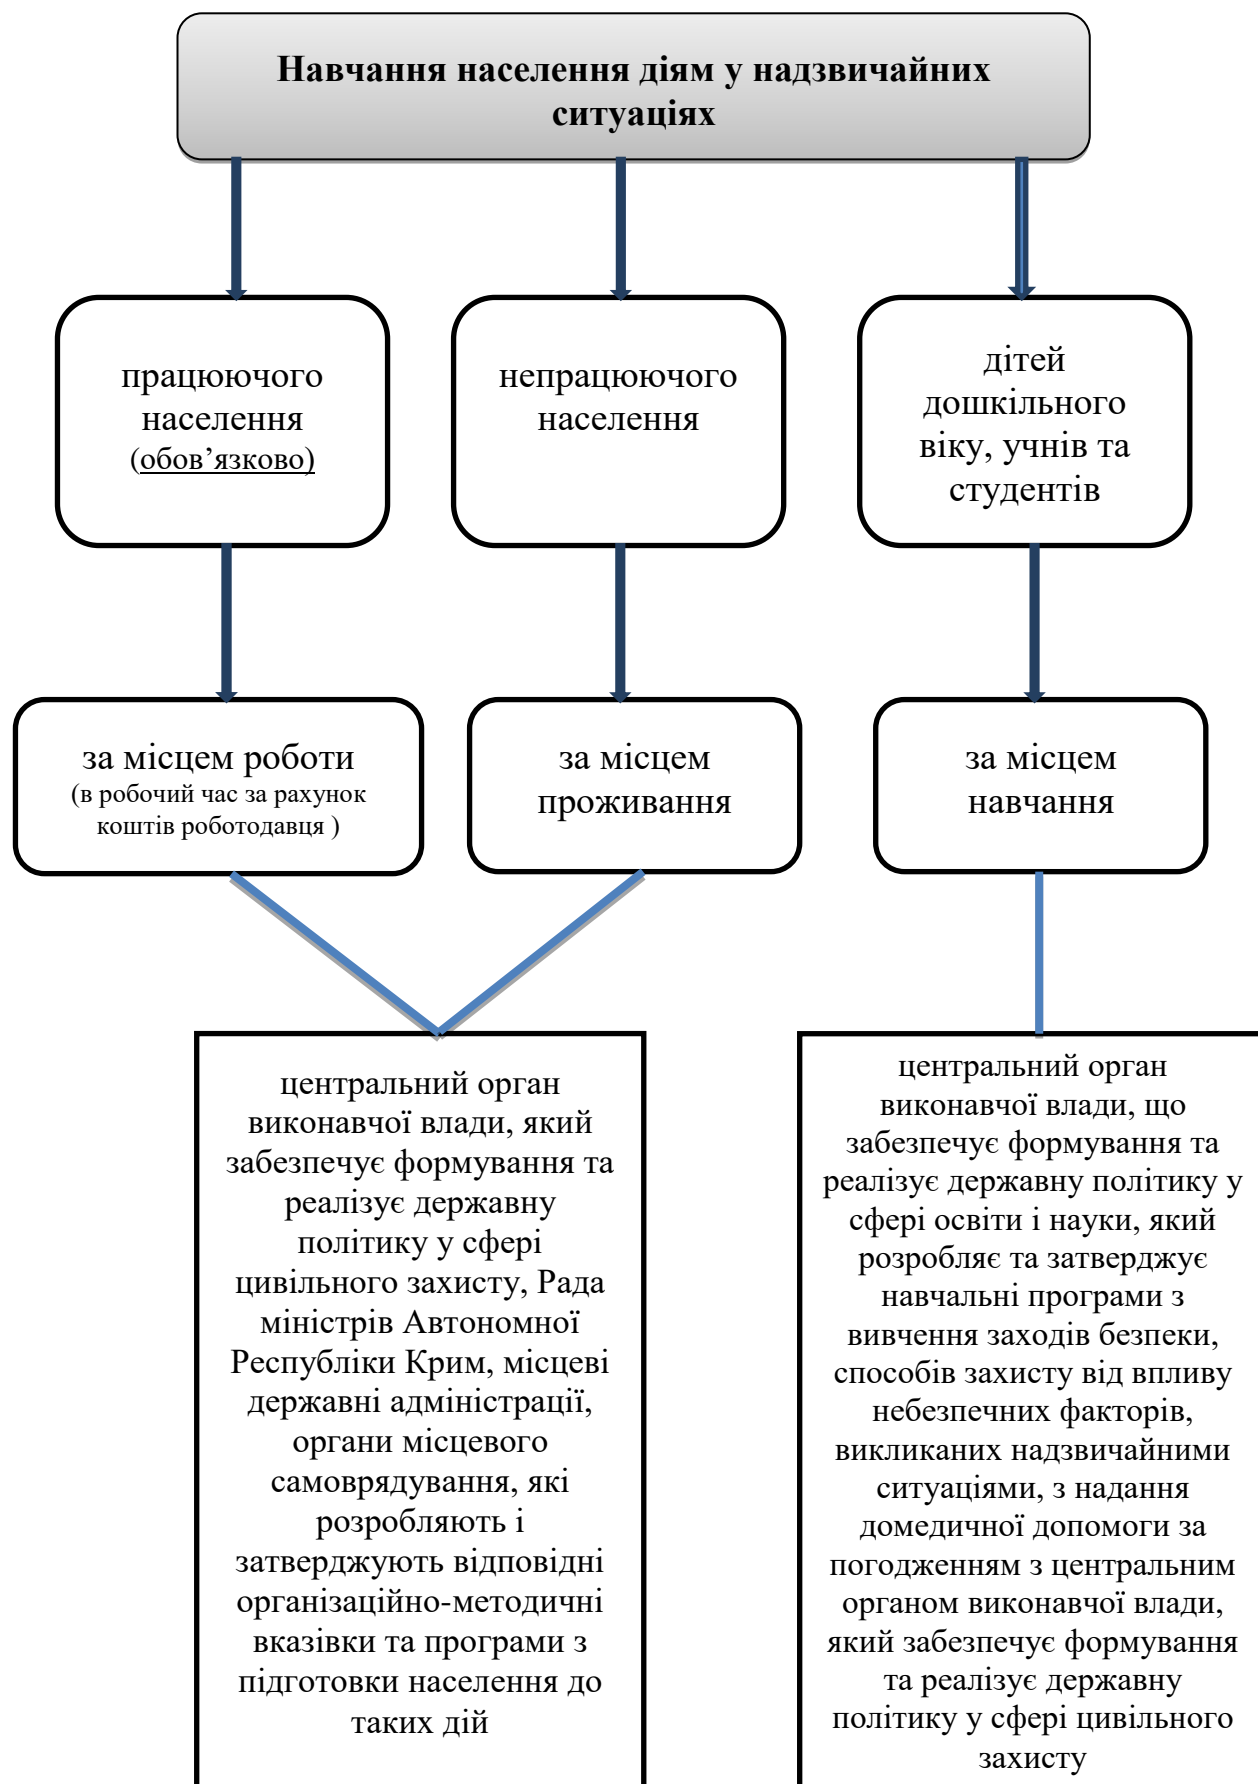 Навчання населення діям у надзвичайних
ситуаціях
працюючого
населення
(обов’язково)
непрацюючого
населення
дітей
дошкільного
віку, учнів та
студентів
за місцем роботи
(в робочий час за рахунок
коштів роботодавця )
за місцем
проживання
за місцем
навчання
центральний орган
виконавчої влади, який
забезпечує формування та
реалізує державну
політику у сфері
цивільного захисту, Рада
міністрів Автономної
Республіки Крим, місцеві
державні адміністрації,
органи місцевого
самоврядування, які
розробляють і
затверджують відповідні
організаційно-методичні
вказівки та програми з
підготовки населення до
таких дій
центральний орган
виконавчої влади, що
забезпечує формування та
реалізує державну політику у
сфері освіти і науки, який
розробляє та затверджує
навчальні програми з
вивчення заходів безпеки,
способів захисту від впливу
небезпечних факторів,
викликаних надзвичайними
ситуаціями, з надання
домедичної допомоги за
погодженням з центральним
органом виконавчої влади,
який забезпечує формування
та реалізує державну
політику у сфері цивільного
захисту